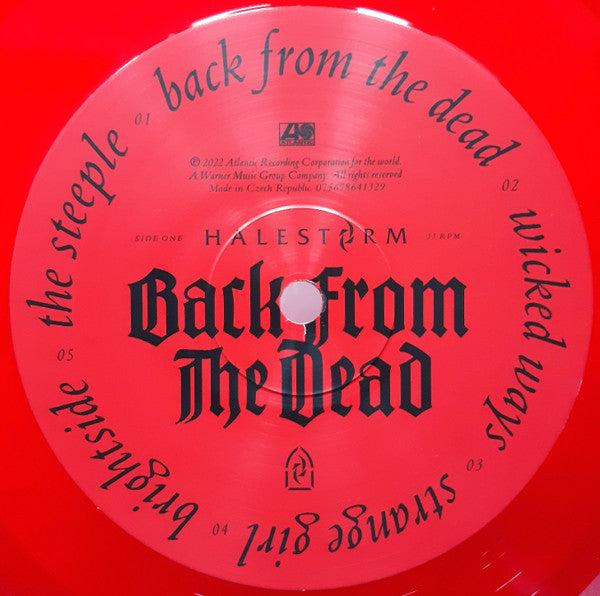 01 back from the dead
02 wicked ways
03 strange girl
04 brightside
05 the steeple
ATLANTIC
℗ 2022 Atlantic Recording Corporation for the world.
A Warner Music Group Company. All rights reserved
Made in Czech Republic. 075678641329
SIDE ONE HALESTORM 33 RPM
Back From
The Dead